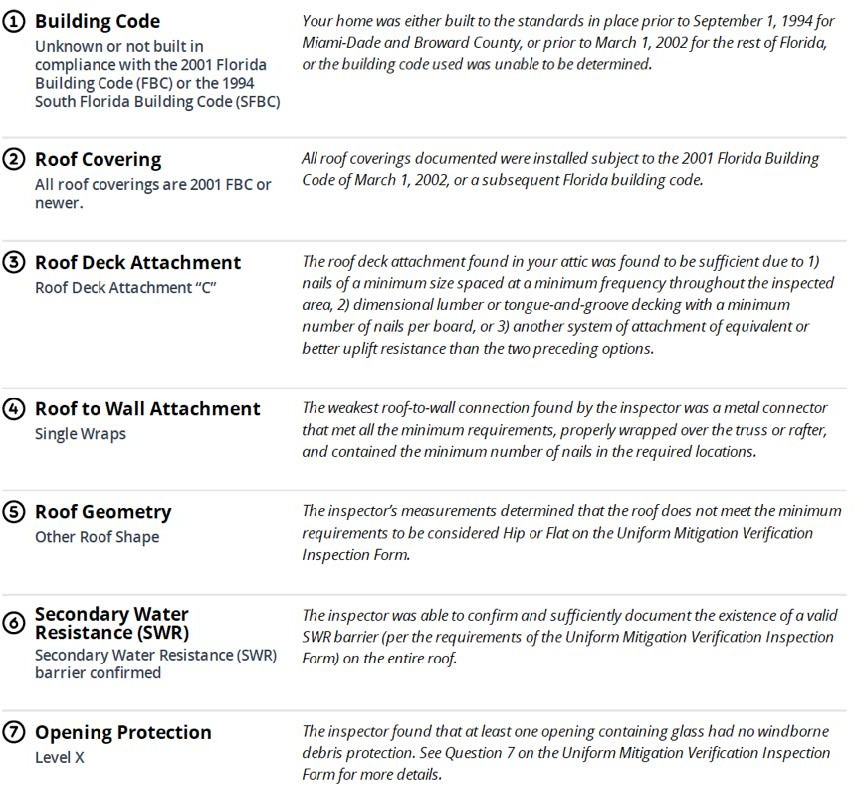 1 Building Code
Unknown or not built in
compliance with the 2001 Florida
Building Code (FBC) or the 1994
South Florida Building Code (SFBC)
Your home was either built to the standards in place prior to September 1, 1994 for
Miami-Dade and Broward County, or prior to March 1, 2002 for the rest of Florida,
or the building code used was unable to be determined.
2 Roof Covering
All roof coverings are 2001 FBC or
newer.
All roof coverings documented were installed subject to the 2001 Florida Building
Code of March 1, 2002, or a subsequent Florida building code.
3 Roof Deck Attachment
Roof Deck Attachment “C”
The roof deck attachment found in your attic was found to be sufficient due to 1)
nails of a minimum size spaced at a minimum frequency throughout the inspected
area, 2) dimensional lumber or tongue-and-groove decking with a minimum
number of nails per board, or 3) another system of attachment of equivalent or
better uplift resistance than the two preceding options.
4 Roof to Wall Attachment
Single Wraps
The weakest roof-to-wall connection found by the inspector was a metal connector
that met all the minimum requirements, properly wrapped over the truss or rafter,
and contained the minimum number of nails in the required locations.
5 Roof Geometry
Other Roof Shape
The inspector’s measurements determined that the roof does not meet the minimum
requirements to be considered Hip or Flat on the Uniform Mitigation Verification
Inspection Form.
6 Secondary Water
Resistance (SWR)
Secondary Water Resistance (SWR)
barrier confirmed
The inspector was able to confirm and sufficiently document the existence of a valid
SWR barrier (per the requirements of the Uniform Mitigation Verification Inspection
Form) on the entire roof.
7 Opening Protection
Level X
The inspector found that at least one opening containing glass had no windborne
debris protection. See Question 7 on the Uniform Mitigation Verification Inspection
Form for more details.